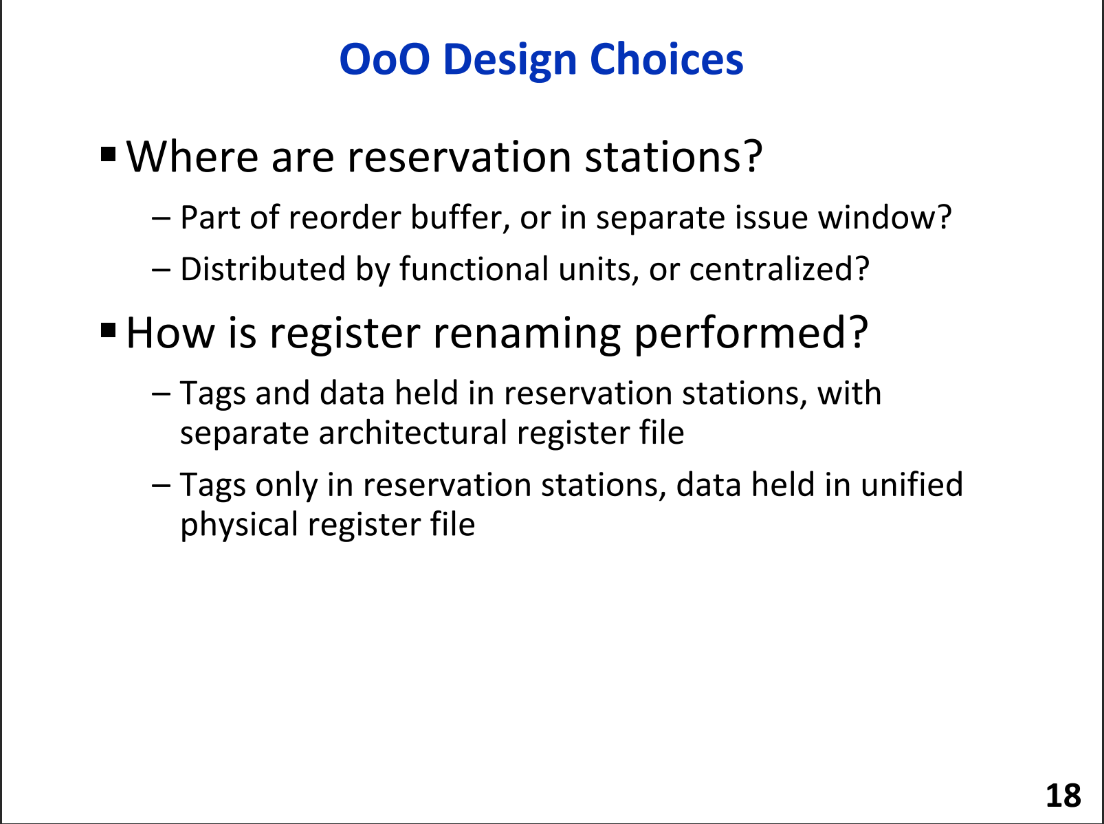 OoO Design Choices
▪ Where are reservation stations?
– Part of reorder buffer, or in separate issue window?
– Distributed by functional units, or centralized?
▪ How is register renaming performed?
– Tags and data held in reservation stations, with
separate architectural register file
– Tags only in reservation stations, data held in unified
physical register file
18